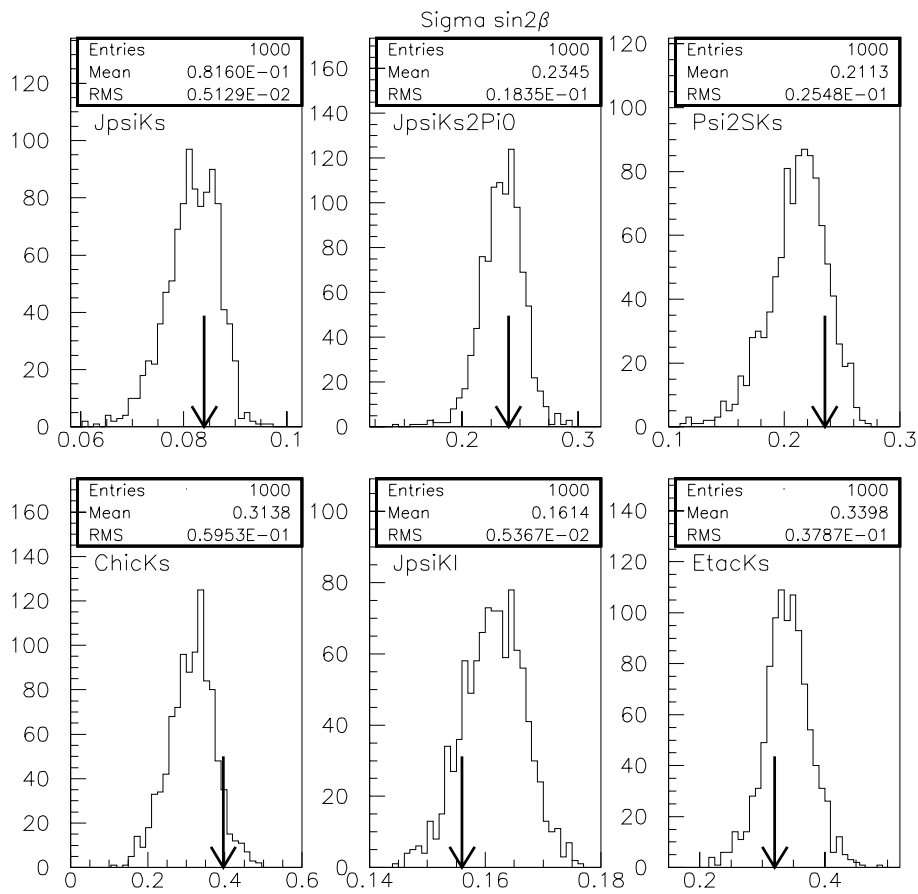 Sigma sin2β
Entries 1000
Mean 0.8160E-01
RMS 0.5129E-02
JpsiKs
120
100
80
60
40
20
0
0.06 0.08 0.1
Entries 1000
Mean 0.2345
RMS 0.1835E-01
JpsiKs2Pi0
160
140
120
100
80
60
40
20
0
0.2 0.3
Entries 1000
Mean 0.2113
RMS 0.2548E-01
Psi2SKs
120
100
80
60
40
20
0
0.1 0.2 0.3
Entries 1000
Mean 0.3138
RMS 0.5953E-01
ChicKs
160
140
120
100
80
60
40
20
0
0 0.2 0.4 0.6
Entries 1000
Mean 0.1614
RMS 0.5367E-02
JpsiKl
100
80
60
40
20
0
0.14 0.16 0.18
Entries 1000
Mean 0.3398
RMS 0.3787E-01
EtacKs
140
120
100
80
60
40
20
0
0.2 0.4